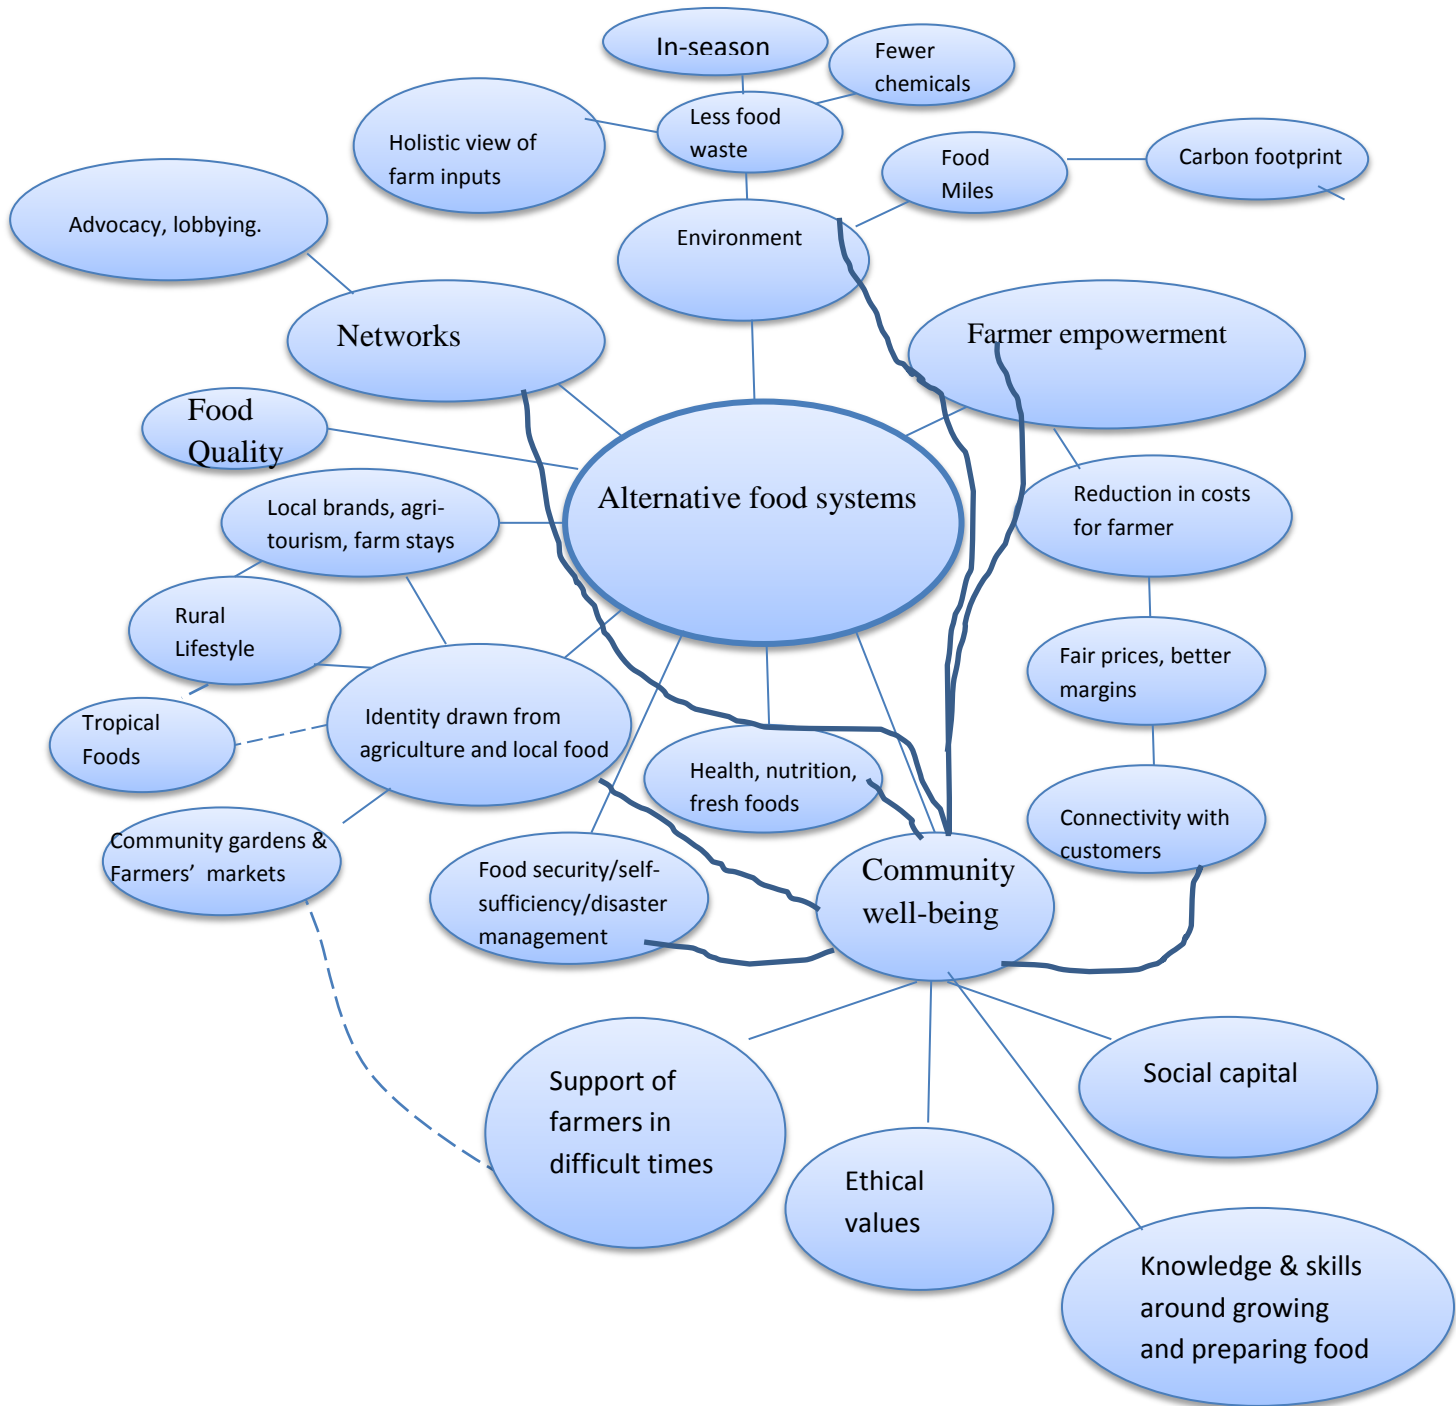 In-season
Fewer
chemicals
Less food
waste
Holistic view of
farm inputs
Food
Miles
Carbon footprint
Advocacy, lobbying.
Environment
Networks
Farmer empowerment
Food
Quality
Alternative food systems
Local brands, agri-
tourism, farm stays
Reduction in costs
for farmer
Rural
Lifestyle
Fair prices, better
margins
Tropical
Foods
Identity drawn from
agriculture and local food
Health, nutrition,
fresh foods
Community gardens &
Farmers’ markets
Connectivity with
customers
Food security/self-
sufficiency/disaster
management
Community
well-being
Support of
farmers in
difficult times
Social capital
Ethical
values
Knowledge & skills
around growing
and preparing food